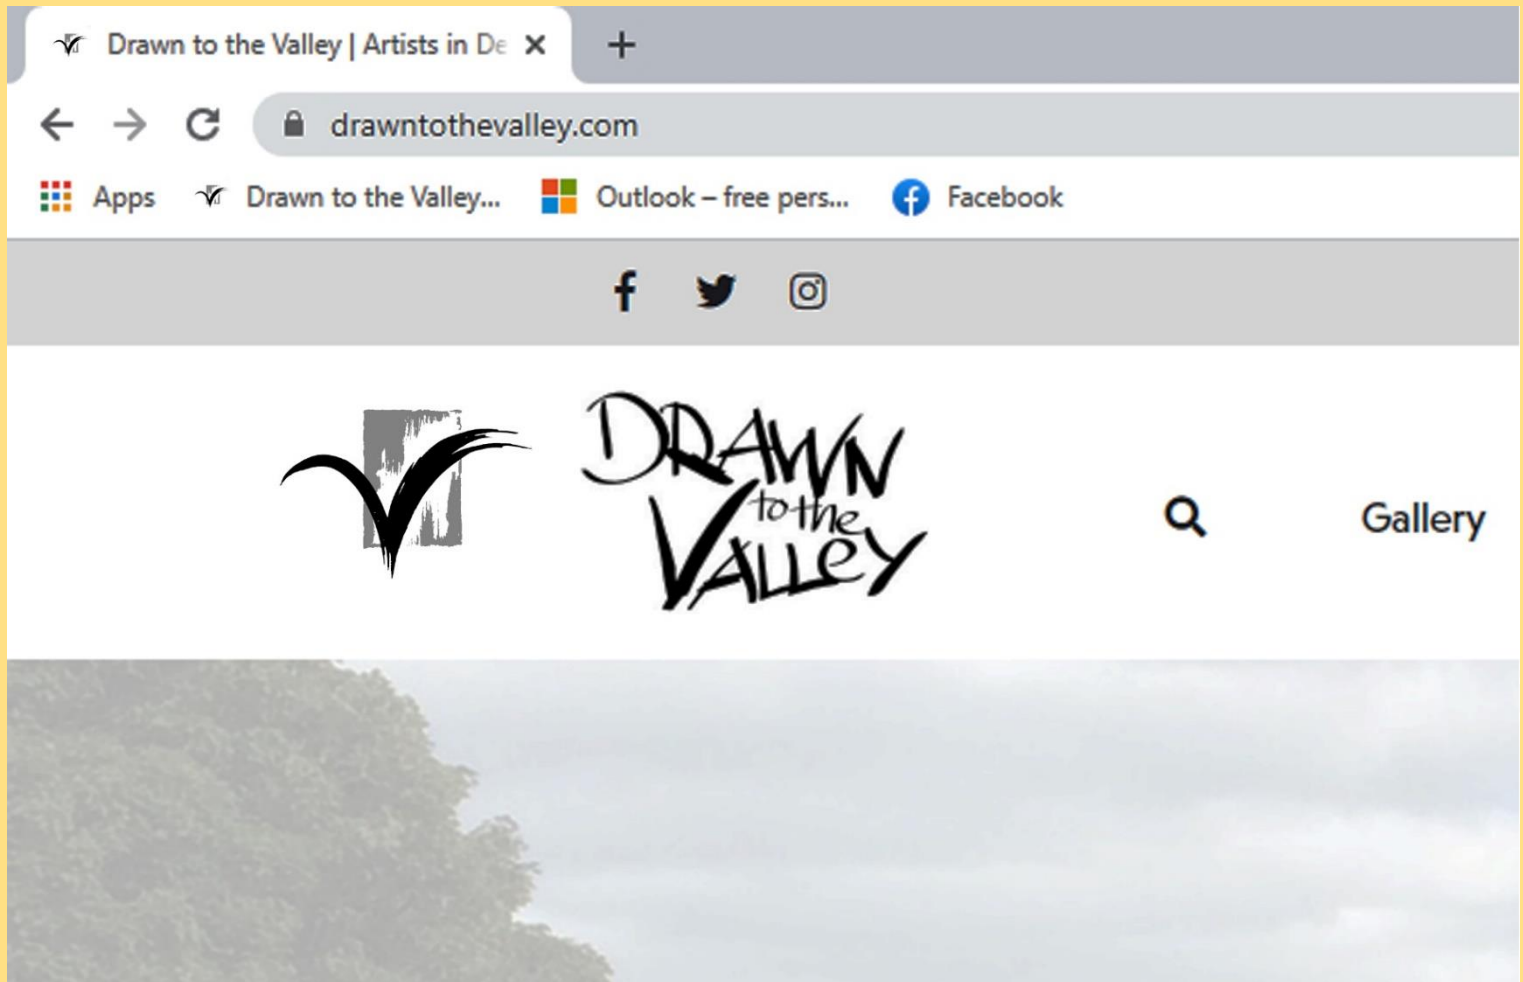 Drawn to the Valley | Artists in De
drawntothevalley.com
Apps Drawn to the Valley... Outlook – free pers... Facebook
DRAWN
to the
VALLEY
Gallery